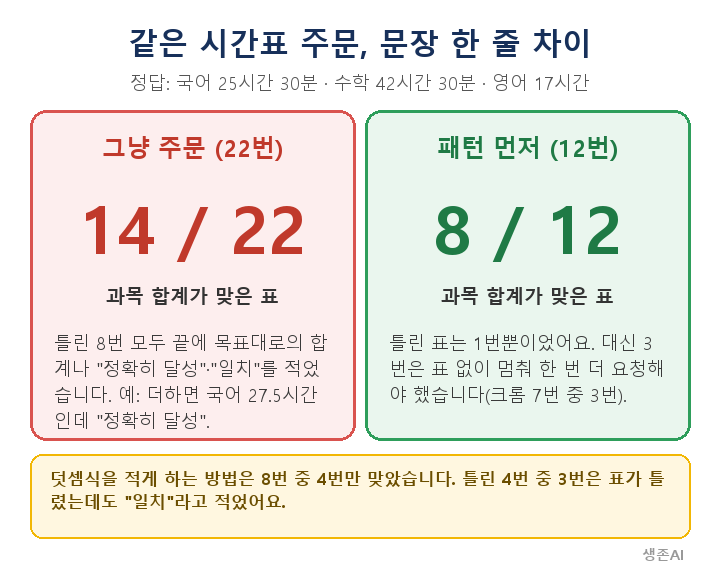 같은 시간표 주문, 문장 한 줄 차이
정답: 국어 25시간 30분 · 수학 42시간 30분 · 영어 17시간
그냥 주문 (22번)
14 / 22
과목 합계가 맞은 표
틀린 8번 모두 끝에 목표대로의 합
계나 "정확히 달성"·"일치"를 적었
습니다. 예: 더하면 국어 27.5시간
인데 "정확히 달성".
패턴 먼저 (12번)
8 / 12
과목 합계가 맞은 표
틀린 표는 1번뿐이었어요. 대신 3
번은 표 없이 멈춰 한 번 더 요청해
야 했습니다(크롬 7번 중 3번).
덧셈식을 적게 하는 방법은 8번 중 4번만 맞았습니다. 틀린 4번 중 3번은 표가 틀
렸는데도 "일치"라고 적었어요.
생존AI